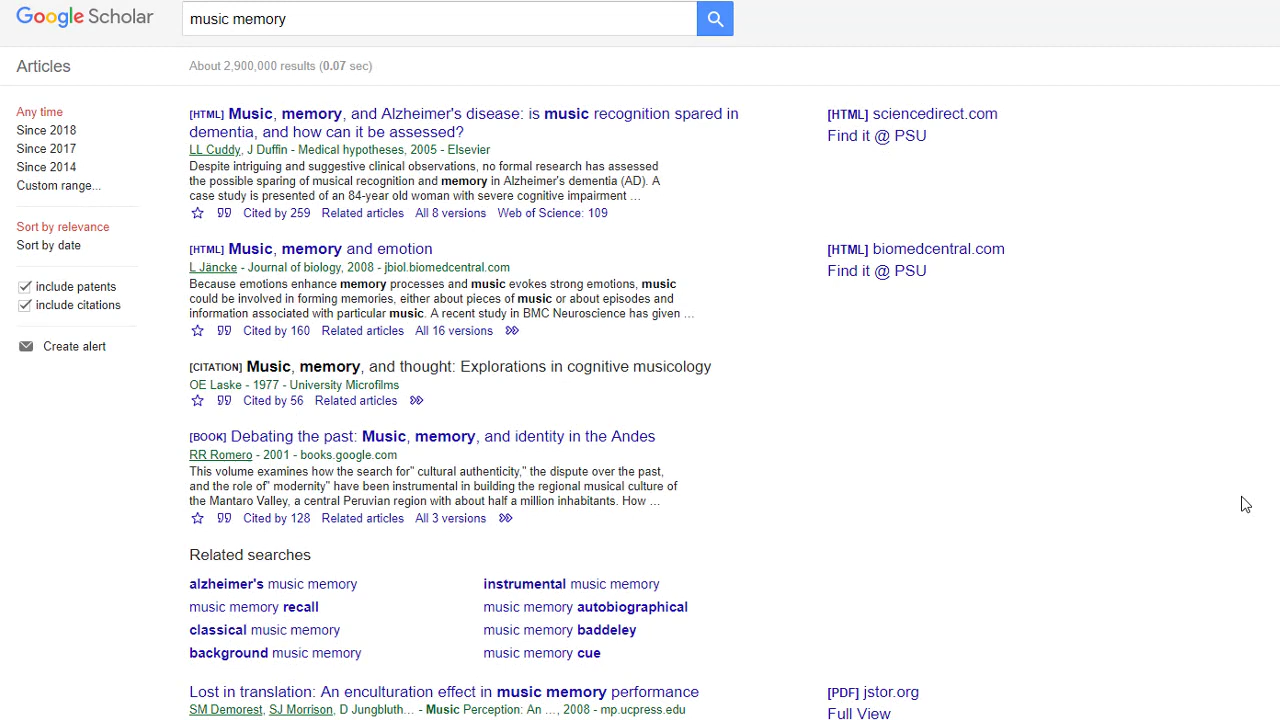 Google Scholar
music memory
Articles
About 2,900,000 results (0.07 sec)
Any time
Since 2018
Since 2017
Since 2014
Custom range...
Sort by relevance
Sort by date
include patents
include citations
Create alert
[HTML] Music, memory, and Alzheimer's disease: is music recognition spared in
dementia, and how can it be assessed?
LL Cuddy, J Duffin - Medical hypotheses, 2005 - Elsevier
Despite intriguing and suggestive clinical observations, no formal research has assessed
the possible sparing of musical recognition and memory in Alzheimer's dementia (AD). A
case study is presented of an 84-year old woman with severe cognitive impairment ...
Cited by 259 Related articles All 8 versions Web of Science: 109
[HTML] sciencedirect.com
Find it @ PSU
[HTML] Music, memory and emotion
L Jäncke - Journal of biology, 2008 - jbiol.biomedcentral.com
Because emotions enhance memory processes and music evokes strong emotions, music
could be involved in forming memories, either about pieces of music or about episodes and
information associated with particular music. A recent study in BMC Neuroscience has given ...
Cited by 160 Related articles All 16 versions
[HTML] biomedcentral.com
Find it @ PSU
[CITATION] Music, memory, and thought: Explorations in cognitive musicology
OE Laske - 1977 - University Microfilms
Cited by 56 Related articles
[BOOK] Debating the past: Music, memory, and identity in the Andes
RR Romero - 2001 - books.google.com
This volume examines how the search for" cultural authenticity," the dispute over the past,
and the role of" modernity" have been instrumental in building the regional musical culture of
the Mantaro Valley, a central Peruvian region with about half a million inhabitants. How ...
Cited by 128 Related articles All 3 versions
Related searches
alzheimer's music memory
music memory recall
classical music memory
background music memory
instrumental music memory
music memory autobiographical
music memory baddeley
music memory cue
Lost in translation: An enculturation effect in music memory performance
SM Demorest, SJ Morrison, D Jungbluth... - Music Perception: An ..., 2008 - mp.ucpress.edu
[PDF] jstor.org
Full View